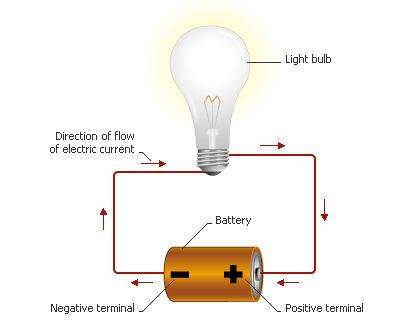 Light bulb
Direction of flow
of electric current
Battery
Negative terminal
Positive terminal